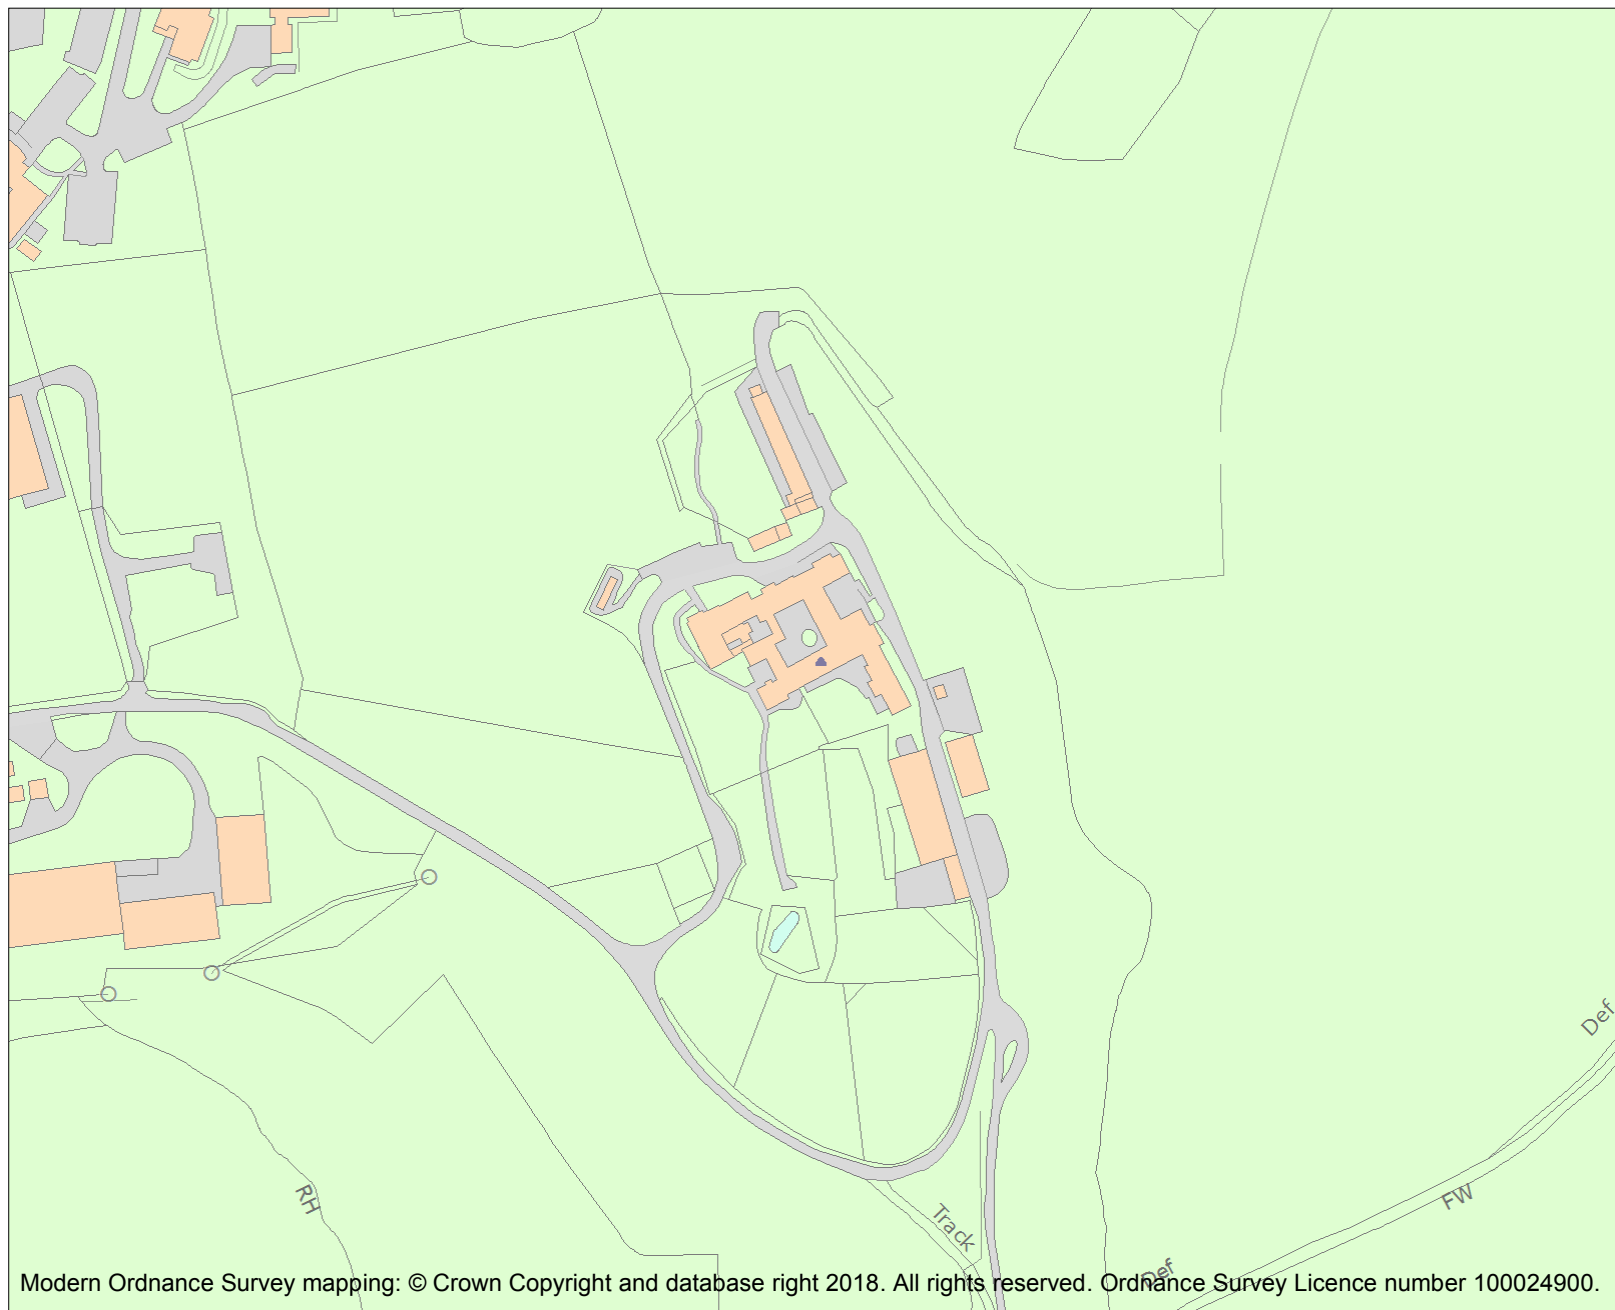 Def
FW
RH
Track
Def
Modern Ordnance Survey mapping: © Crown Copyright and database right 2018. All rights reserved. Ordnance Survey Licence number 100024900.